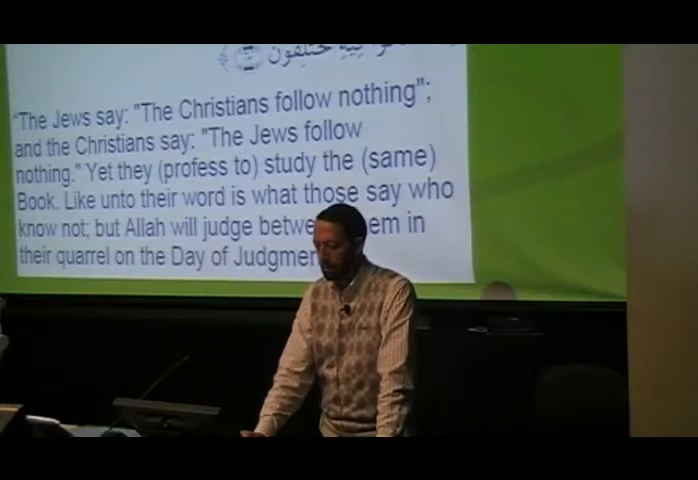 "The Jews say: "The Christians follow nothing";
and the Christians say: "The Jews follow
nothing." Yet they (profess to) study the (same)
Book. Like unto their word is what those say who
know not; but Allah will judge in
their quarrel on the Day of